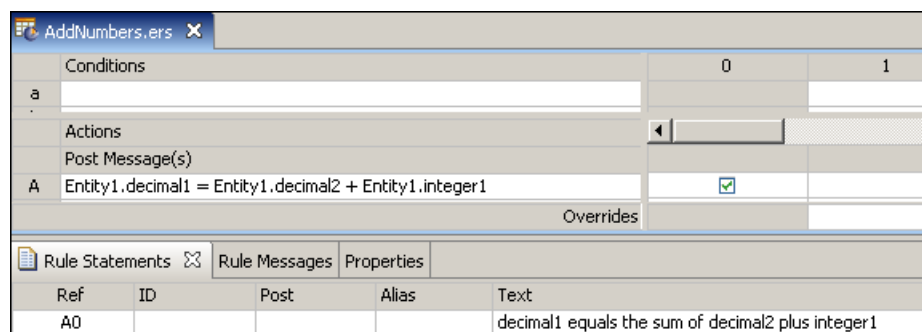 AddNumbers.ers
Conditions 0 1
a
Actions
Post Message(s)
A Entity1.decimal1 = Entity1.decimal2 + Entity1.integer1
Overrides
Rule Statements Rule Messages Properties
Ref ID Post Alias Text
A0 decimal1 equals the sum of decimal2 plus integer1